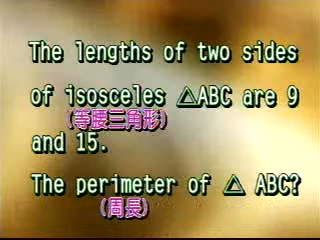 The lengths of two sides
of isosceles △ABC are 9
(等腰三角形)
and 15.
The perimeter of △ ABC?
(周長)